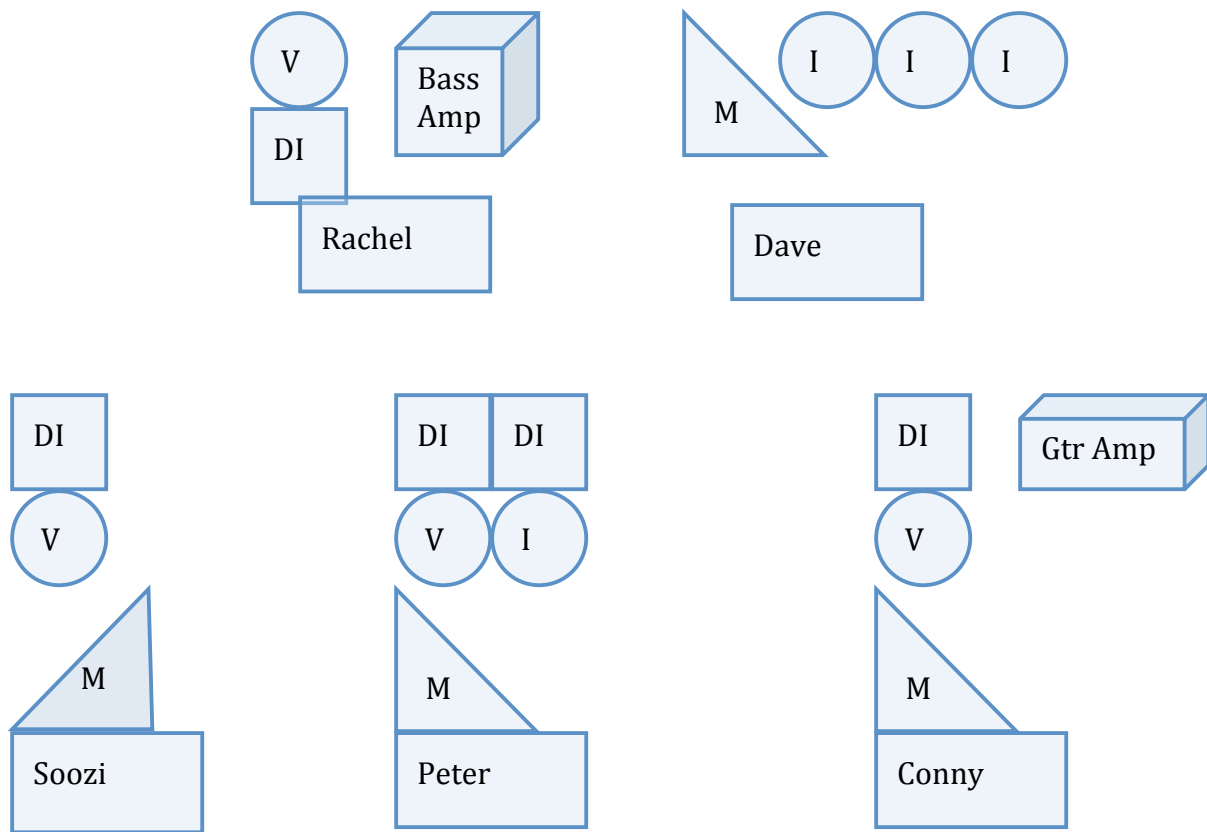 V
Bass
Amp
M
I I I
DI
Rachel
Dave
DI
DI DI
DI
Gtr Amp
V
V I
V
M
M
M
Soozi
Peter
Conny